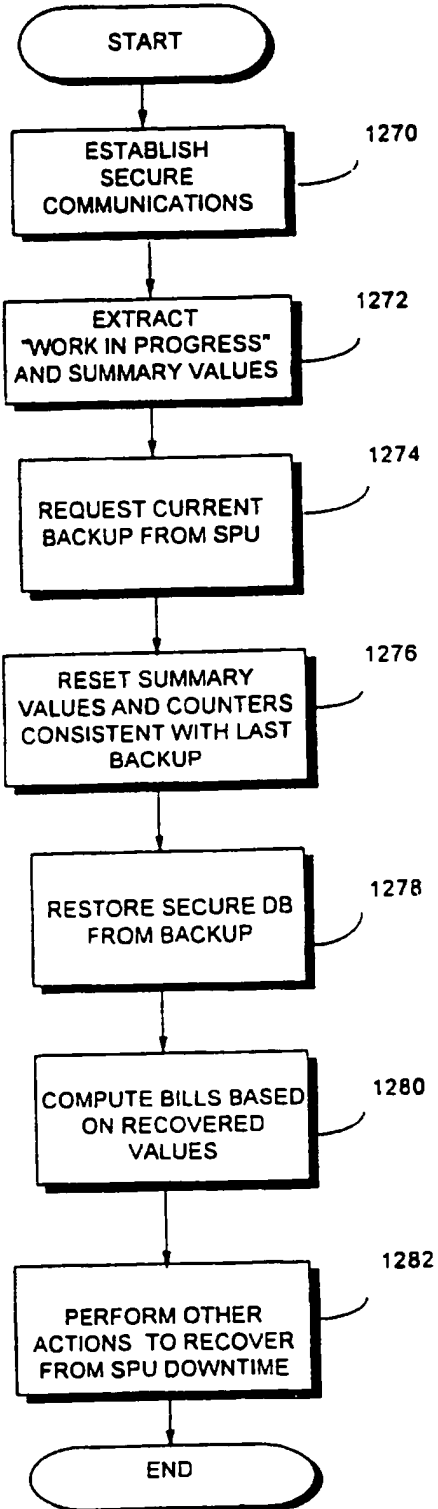 START
ESTABLISH
SECURE
COMMUNICATIONS
1270
EXTRACT
"WORK IN PROGRESS"
AND SUMMARY VALUES
1272
REQUEST CURRENT
BACKUP FROM SPU
1274
RESET SUMMARY
VALUES AND COUNTERS
CONSISTENT WITH LAST
BACKUP
1276
RESTORE SECURE DB
FROM BACKUP
1278
COMPUTE BILLS BASED
ON RECOVERED
VALUES
1280
PERFORM OTHER
ACTIONS TO RECOVER
FROM SPU DOWNTIME
1282
END